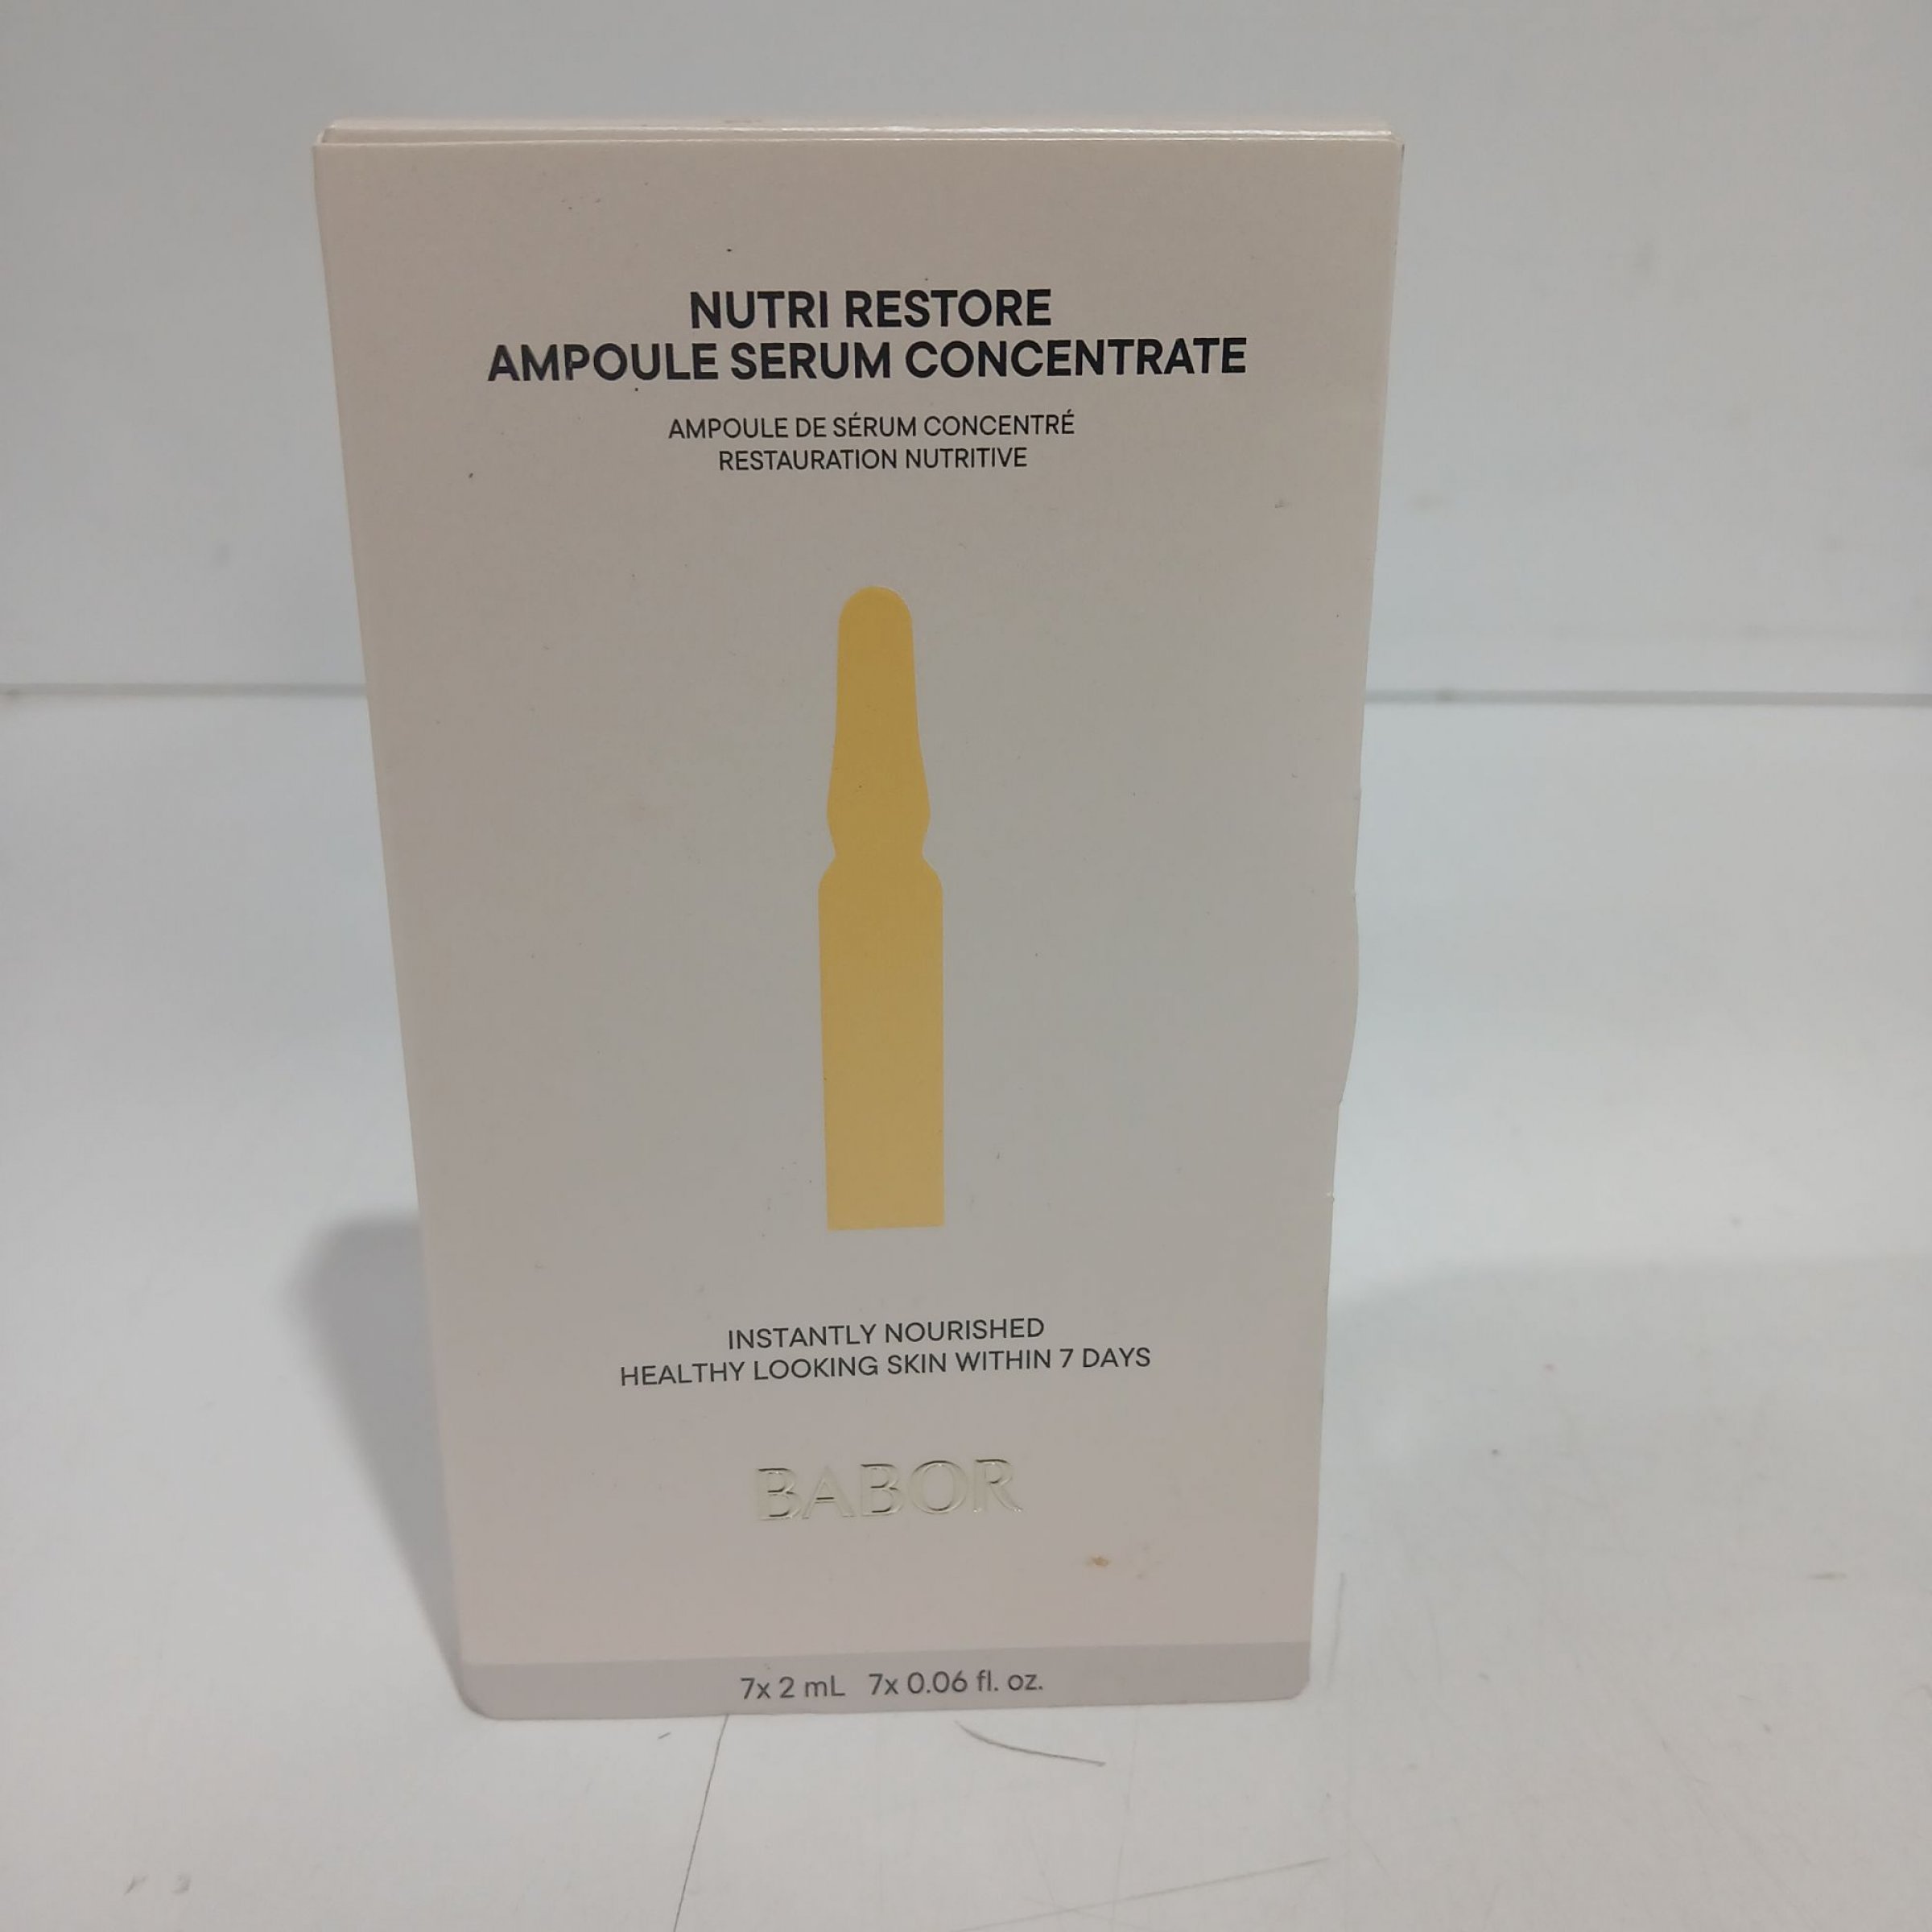 NUTRI RESTORE
AMPOULE SERUM CONCENTRATE
AMPOULE DE SÉRUM CONCENTRÉ
RESTAURATION NUTRITIVE
INSTANTLY NOURISHED
HEALTHY LOOKING SKIN WITHIN 7 DAYS
BABOR
7x 2 mL 7x 0.06 fl. oz.